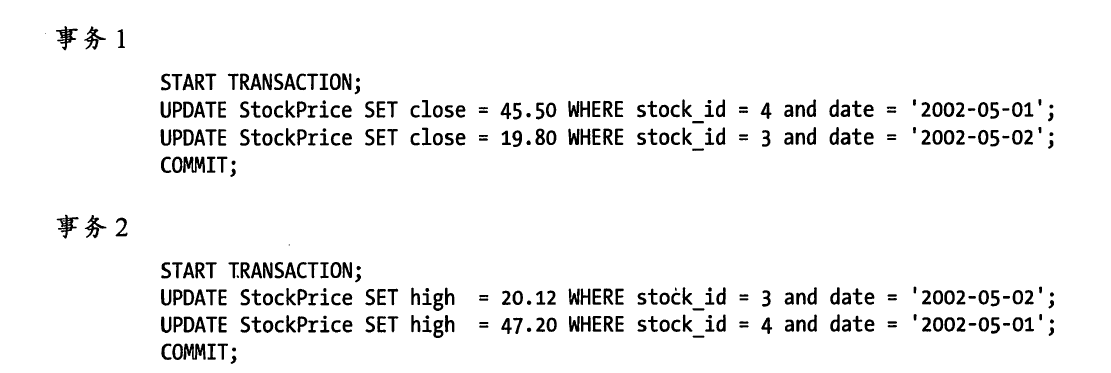 事务 1
START TRANSACTION;
UPDATE StockPrice SET close = 45.50 WHERE stock_id = 4 and date = '2002-05-01';
UPDATE StockPrice SET close = 19.80 WHERE stock_id = 3 and date = '2002-05-02';
COMMIT;
事务 2
START TRANSACTION;
UPDATE StockPrice SET high  = 20.12 WHERE stock_id = 3 and date = '2002-05-02';
UPDATE StockPrice SET high  = 47.20 WHERE stock_id = 4 and date = '2002-05-01';
COMMIT;